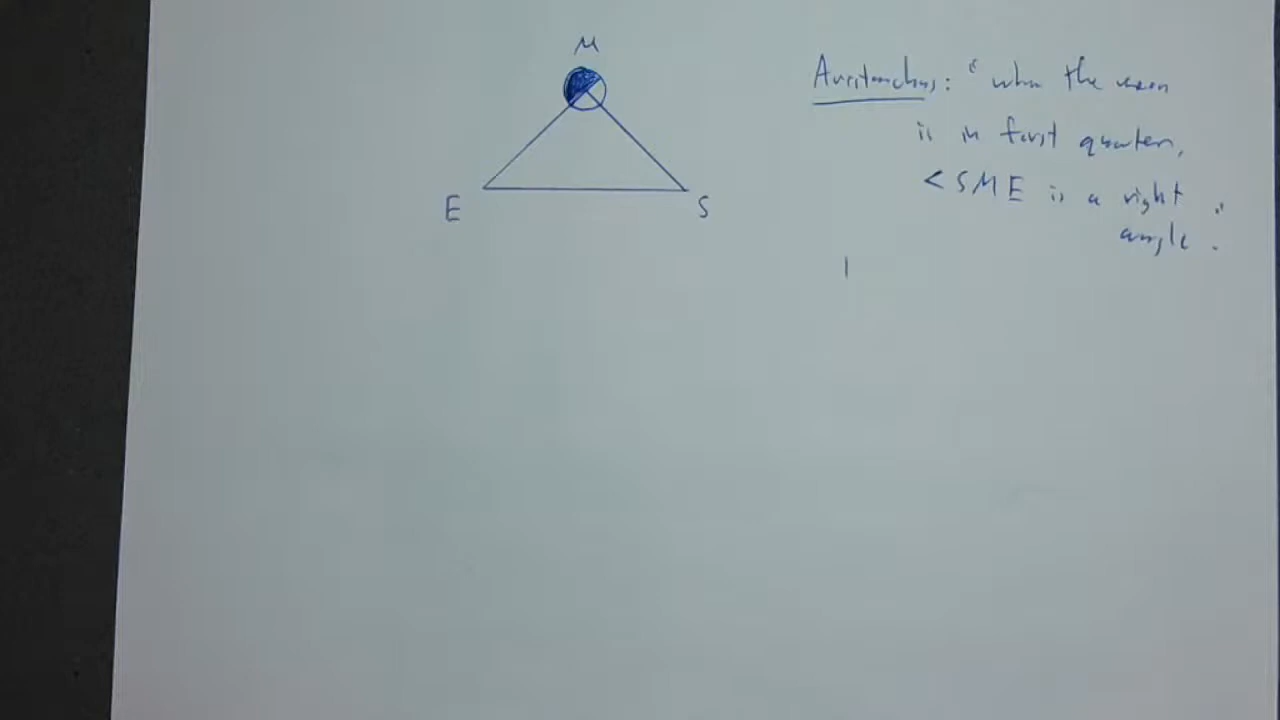 M
E
S
Aristarchus: "when the moon
is in first quarter,
<SME is a right
angle."